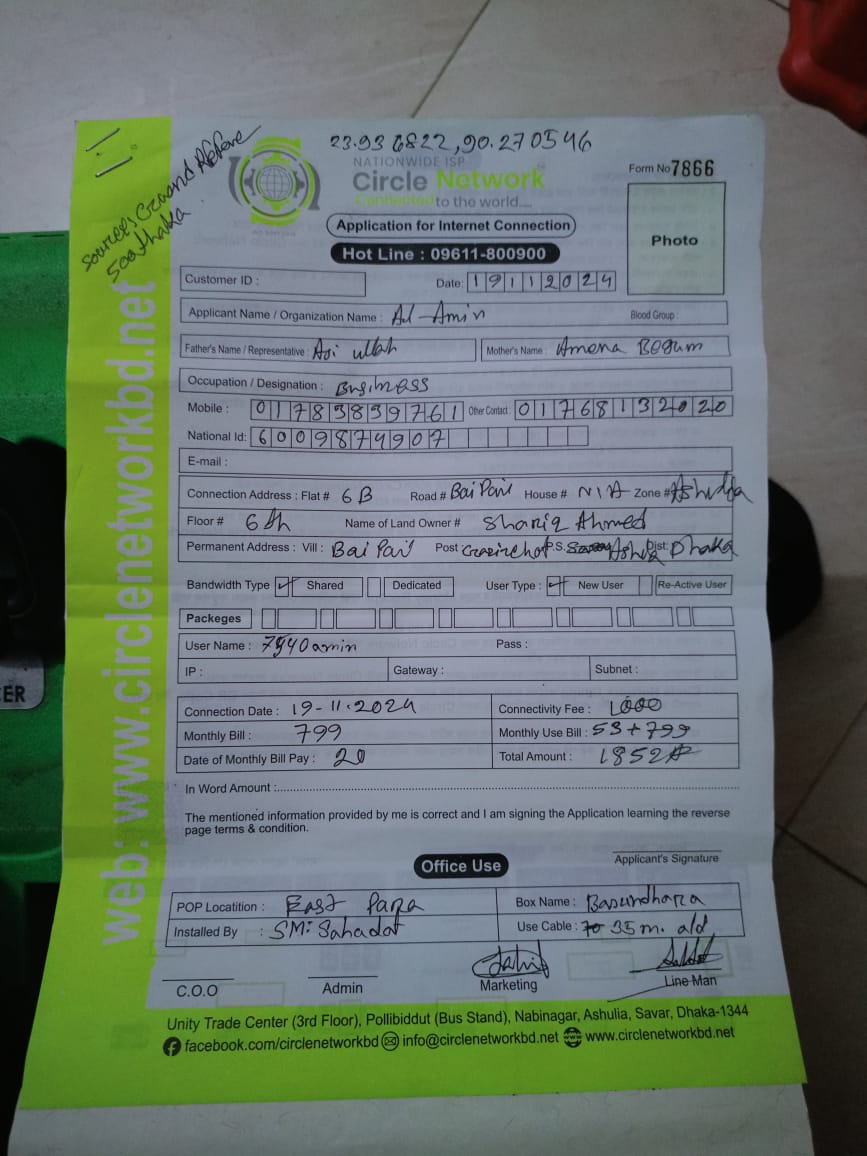 23.936822,90.270546
NATIONWIDE ISP
Circle Network
Connected to the world....
Form No 7866
Application for Internet Connection
Hot Line : 09611-800900
Photo
Customer ID :
Date: 19112024
Applicant Name / Organization Name : Al-Amin Blood Group :
Father's Name / Representative : Asi ullah Mother's Name : Amena Begum
Occupation / Designation : Business
Mobile : 01783839761 Other Contact : 01768132020
National Id: 6009874907
E-mail :
Connection Address : Flat # 6B Road # Bai Pail House # N/A Zone # Ashulia
Floor # 6th Name of Land Owner # Shariq Ahmed
Permanent Address : Vill : Bai Pail Post P.S. Ashulia Dist: Dhaka
Bandwidth Type Shared Dedicated User Type : New User Re-Active User
Packeges
User Name : 7540amin Pass :
IP : Gateway : Subnet :
Connection Date : 19-11-2024 Connectivity Fee : 1000
Monthly Bill : 799 Monthly Use Bill : 53+799
Date of Monthly Bill Pay : 20 Total Amount : 1852
In Word Amount :
The mentioned information provided by me is correct and I am signing the Application learning the reverse
page terms & condition.
Applicant's Signature
Office Use
POP Locatition : East Para Box Name : Basundhara
Installed By : SM: Sahadat Use Cable : 35 m. old
C.O.O Admin Marketing Line Man
Unity Trade Center (3rd Floor), Pollibiddut (Bus Stand), Nabinagar, Ashulia, Savar, Dhaka-1344
facebook.com/circlenetworkbd info@circlenetworkbd.net www.circlenetworkbd.net
web: www.circlenetworkbd.net